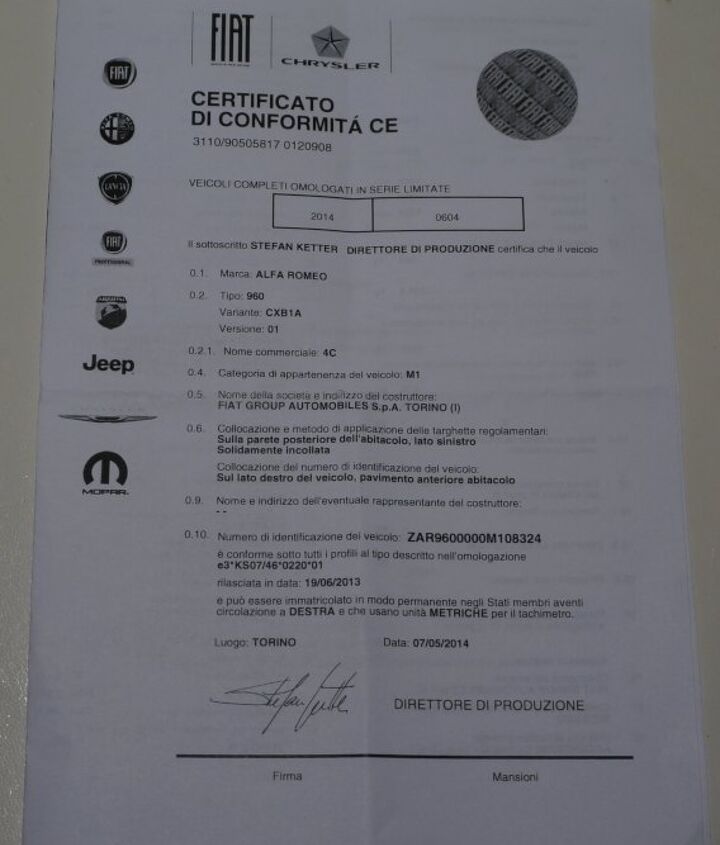 FIAT
CHRYSLER
FIAT
LANCIA
FIAT
PROFESSIONAL
ABARTH
Jeep
MOPAR.
FIAT FIAT FIAT
CERTIFICATO
DI CONFORMITÁ CE
3110/90505817 0120908
VEICOLI COMPLETI OMOLOGATI IN SERIE LIMITATE
2014 0604
Il sottoscritto STEFAN KETTER DIRETTORE DI PRODUZIONE certifica che il veicolo
0.1. Marca: ALFA ROMEO
0.2. Tipo: 960
Variante: CXB1A
Versione: 01
0.2.1. Nome commerciale: 4C
0.4. Categoria di appartenenza del veicolo: M1
0.5. Nome della società e indirizzo del costruttore:
FIAT GROUP AUTOMOBILES S.p.A. TORINO (I)
0.6. Collocazione e metodo di applicazione delle targhette regolamentari:
Sulla parete posteriore dell'abitacolo, lato sinistro
Solidamente incollata
Collocazione del numero di identificazione del veicolo:
Sul lato destro del veicolo, pavimento anteriore abitacolo
0.9. Nome e indirizzo dell'eventuale rappresentante del costruttore:
- -
0.10. Numero di identificazione del veicolo: ZAR9600000M108324
è conforme sotto tutti i profili al tipo descritto nell'omologazione
e3*KS07/46*0220*01
rilasciata in data: 19/06/2013
e può essere immatricolato in modo permanente negli Stati membri aventi
circolazione a DESTRA e che usano unità METRICHE per il tachimetro.
Luogo: TORINO Data: 07/05/2014
DIRETTORE DI PRODUZIONE
Firma Mansioni